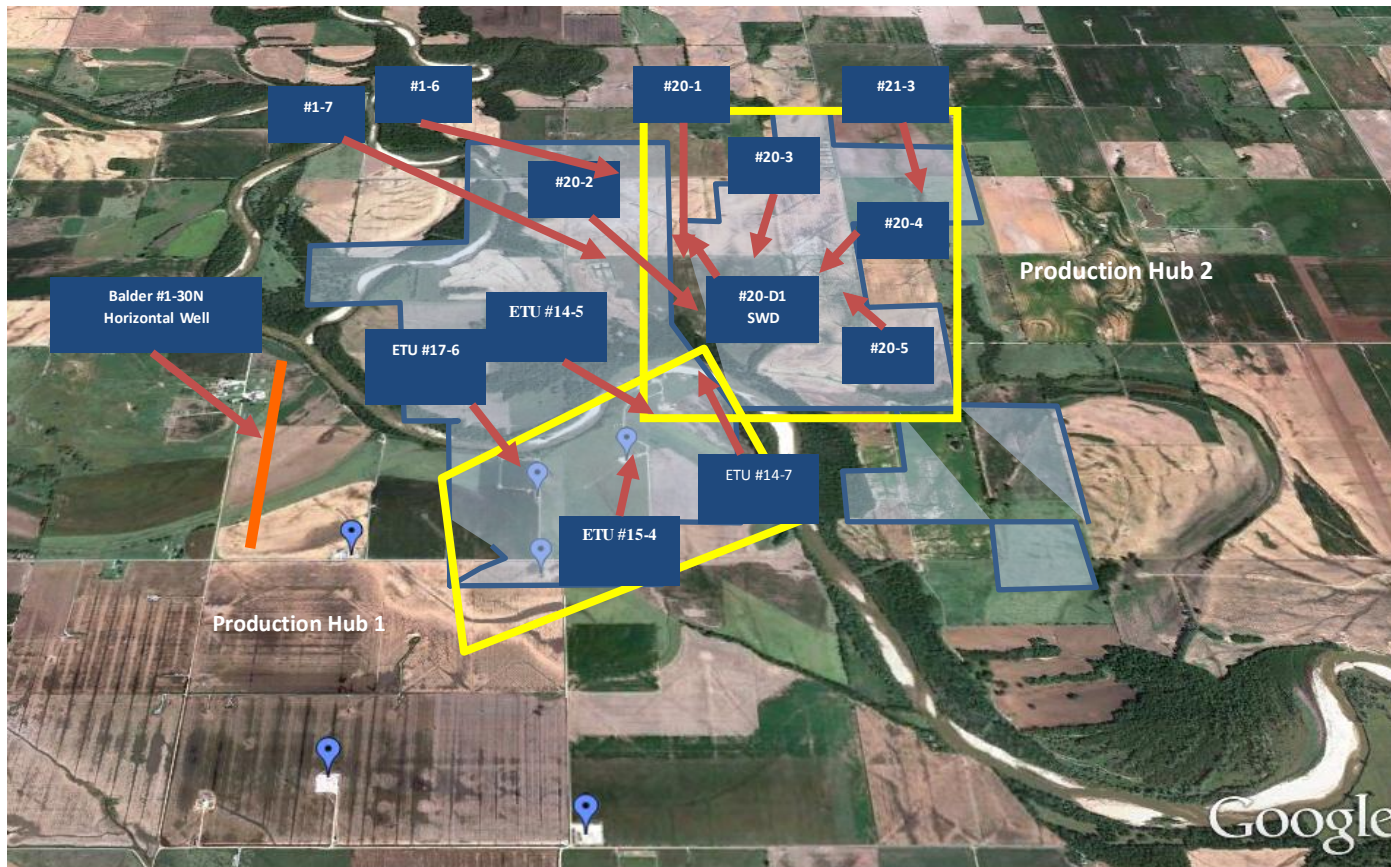 #1-6
#20-1
#21-3
#1-7
#20-3
#20-2
#20-4
Production Hub 2
Balder #1-30N
Horizontal Well
#20-D1
SWD
ETU #14-5
ETU #17-6
#20-5
ETU #14-7
ETU #15-4
Production Hub 1
Google